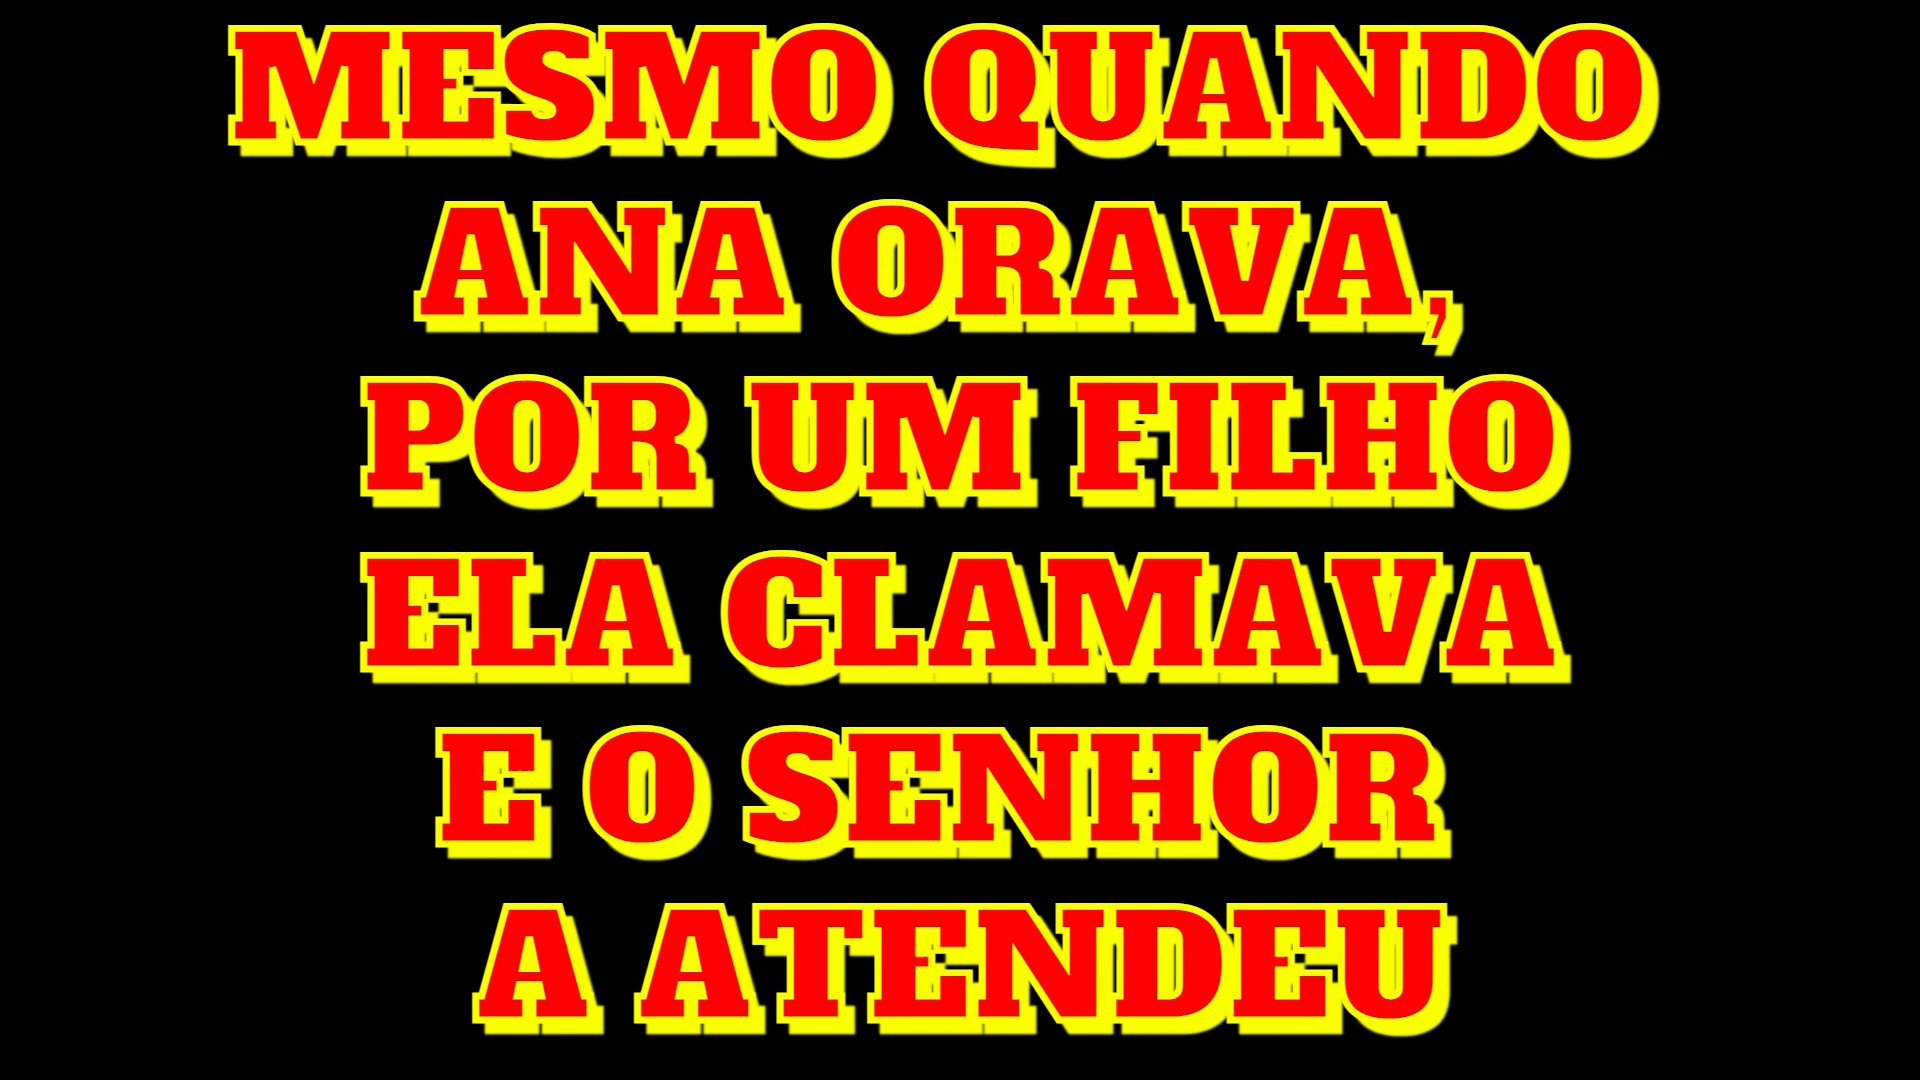 MESMO QUANDO
ANA ORAVA,
POR UM FILHO
ELA CLAMAVA
E O SENHOR
A ATENDEU